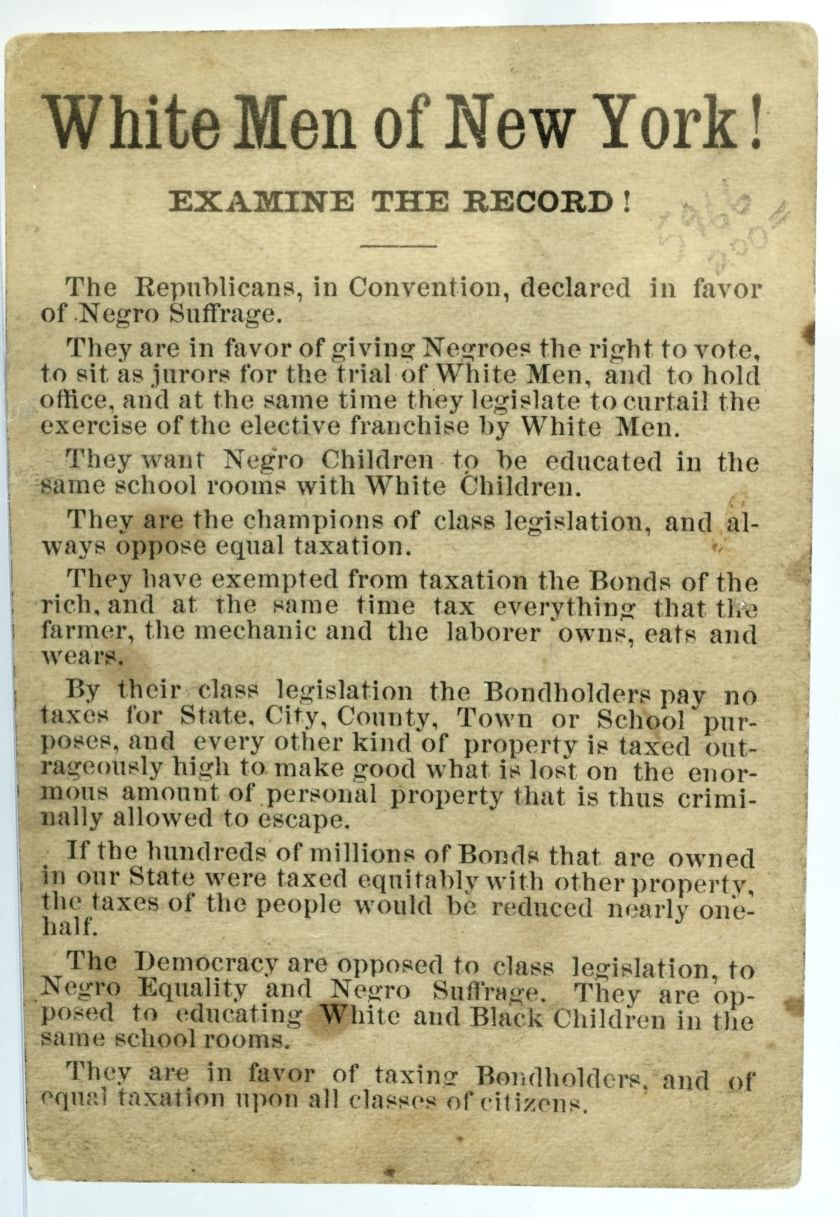 White Men of New York!
EXAMINE THE RECORD!
5966
200=
The Republicans, in Convention, declared in favor
of Negro Suffrage.
They are in favor of giving Negroes the right to vote,
to sit as jurors for the trial of White Men, and to hold
office, and at the same time they legislate to curtail the
exercise of the elective franchise by White Men.
They want Negro Children to be educated in the
same school rooms with White Children.
They are the champions of class legislation, and al-
ways oppose equal taxation.
They have exempted from taxation the Bonds of the
rich, and at the same time tax everything that the
farmer, the mechanic and the laborer owns, eats and
wears.
By their class legislation the Bondholders pay no
taxes for State, City, County, Town or School pur-
poses, and every other kind of property is taxed out-
rageously high to make good what is lost on the enor-
mous amount of personal property that is thus crimi-
nally allowed to escape.
If the hundreds of millions of Bonds that are owned
in our State were taxed equitably with other property,
the taxes of the people would be reduced nearly one-
half.
The Democracy are opposed to class legislation, to
Negro Equality and Negro Suffrage. They are op-
posed to educating White and Black Children in the
same school rooms.
They are in favor of taxing Bondholders, and of
equal taxation upon all classes of citizens.